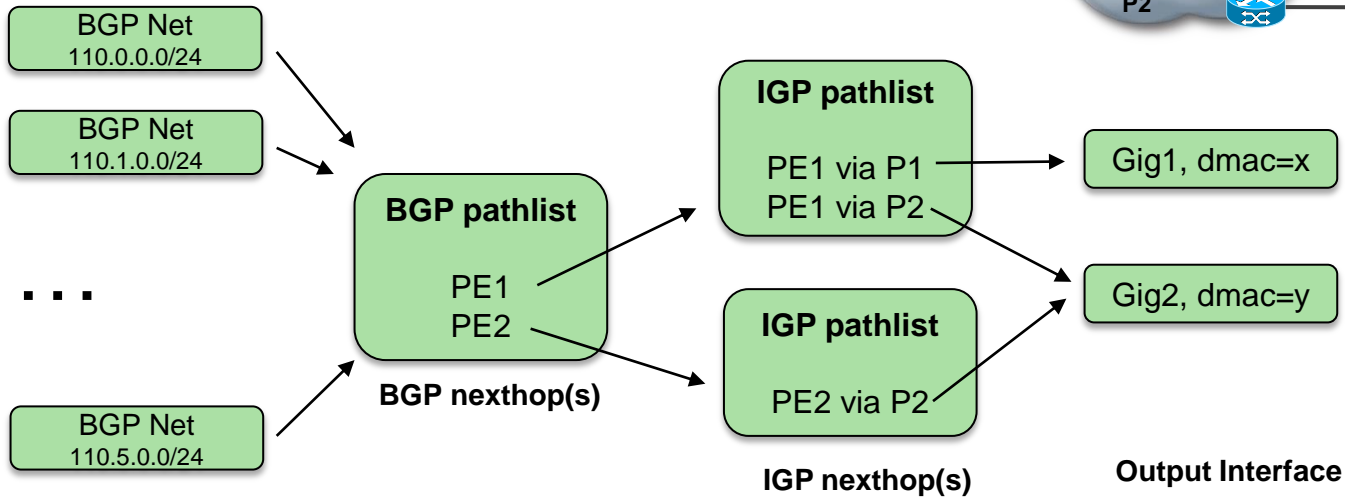 P2
BGP Net
110.0.0.0/24
BGP Net
110.1.0.0/24
...
BGP Net
110.5.0.0/24
BGP pathlist
PE1
PE2
BGP nexthop(s)
IGP pathlist
PE1 via P1
PE1 via P2
IGP pathlist
PE2 via P2
IGP nexthop(s)
Gig1, dmac=x
Gig2, dmac=y
Output Interface